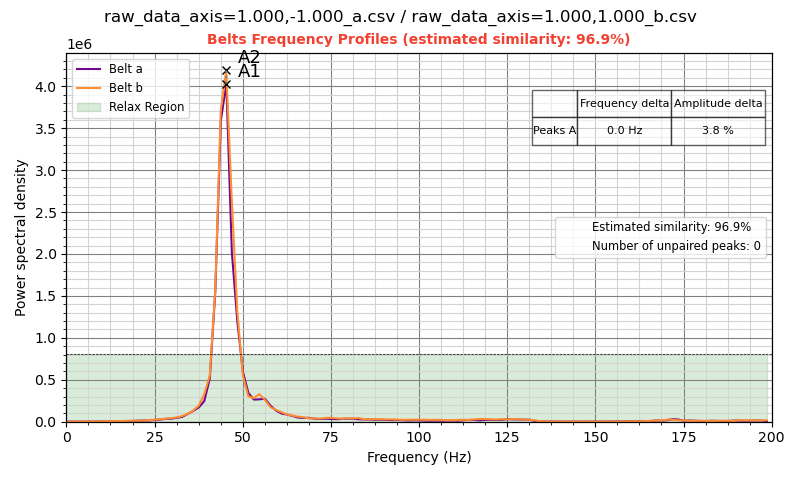 raw_data_axis=1.000,-1.000_a.csv / raw_data_axis=1.000,1.000_b.csv
Belts Frequency Profiles (estimated similarity: 96.9%)
1e6
A2
A1
Belt a
Belt b
Relax Region
Frequency delta Amplitude delta
Peaks A 0.0 Hz 3.8 %
Estimated similarity: 96.9%
Number of unpaired peaks: 0
Power spectral density
4.0
3.5
3.0
2.5
2.0
1.5
1.0
0.5
0.0
0 25 50 75 100 125 150 175 200
Frequency (Hz)